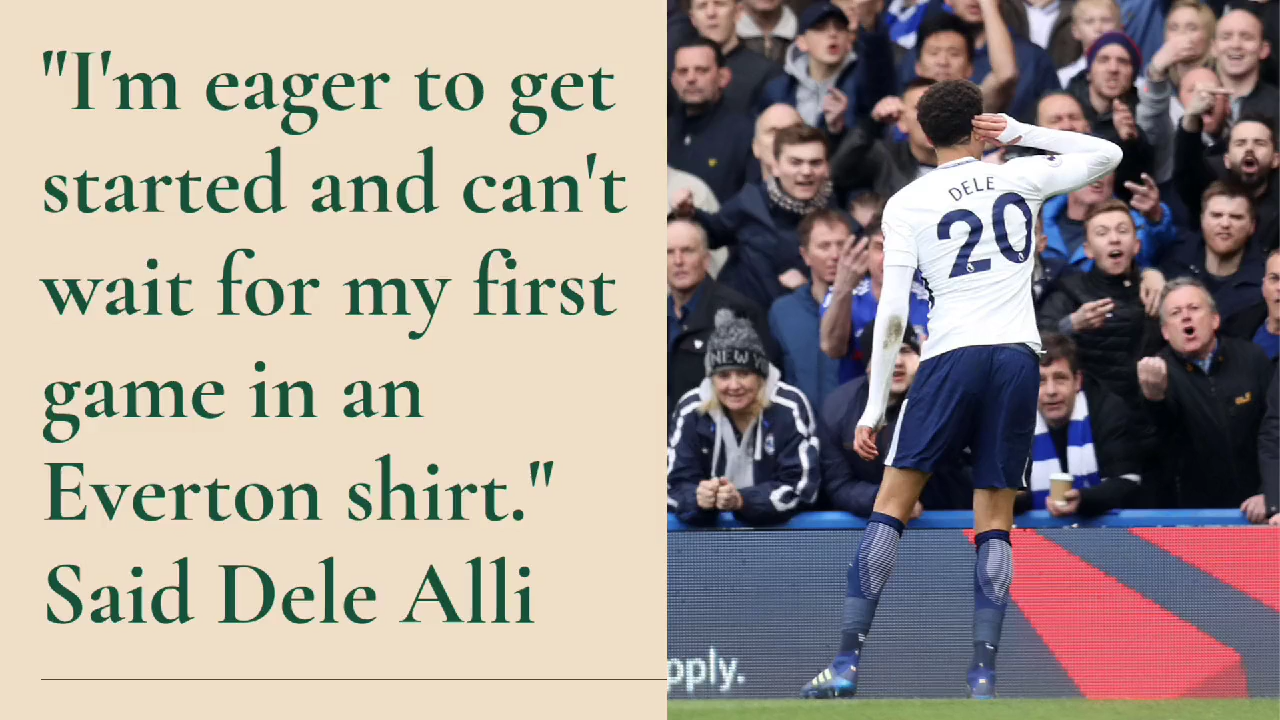 "I'm eager to get
started and can't
wait for my first
game in an
Everton shirt."
Said Dele Alli
DELE
20
NEW Y
pply.